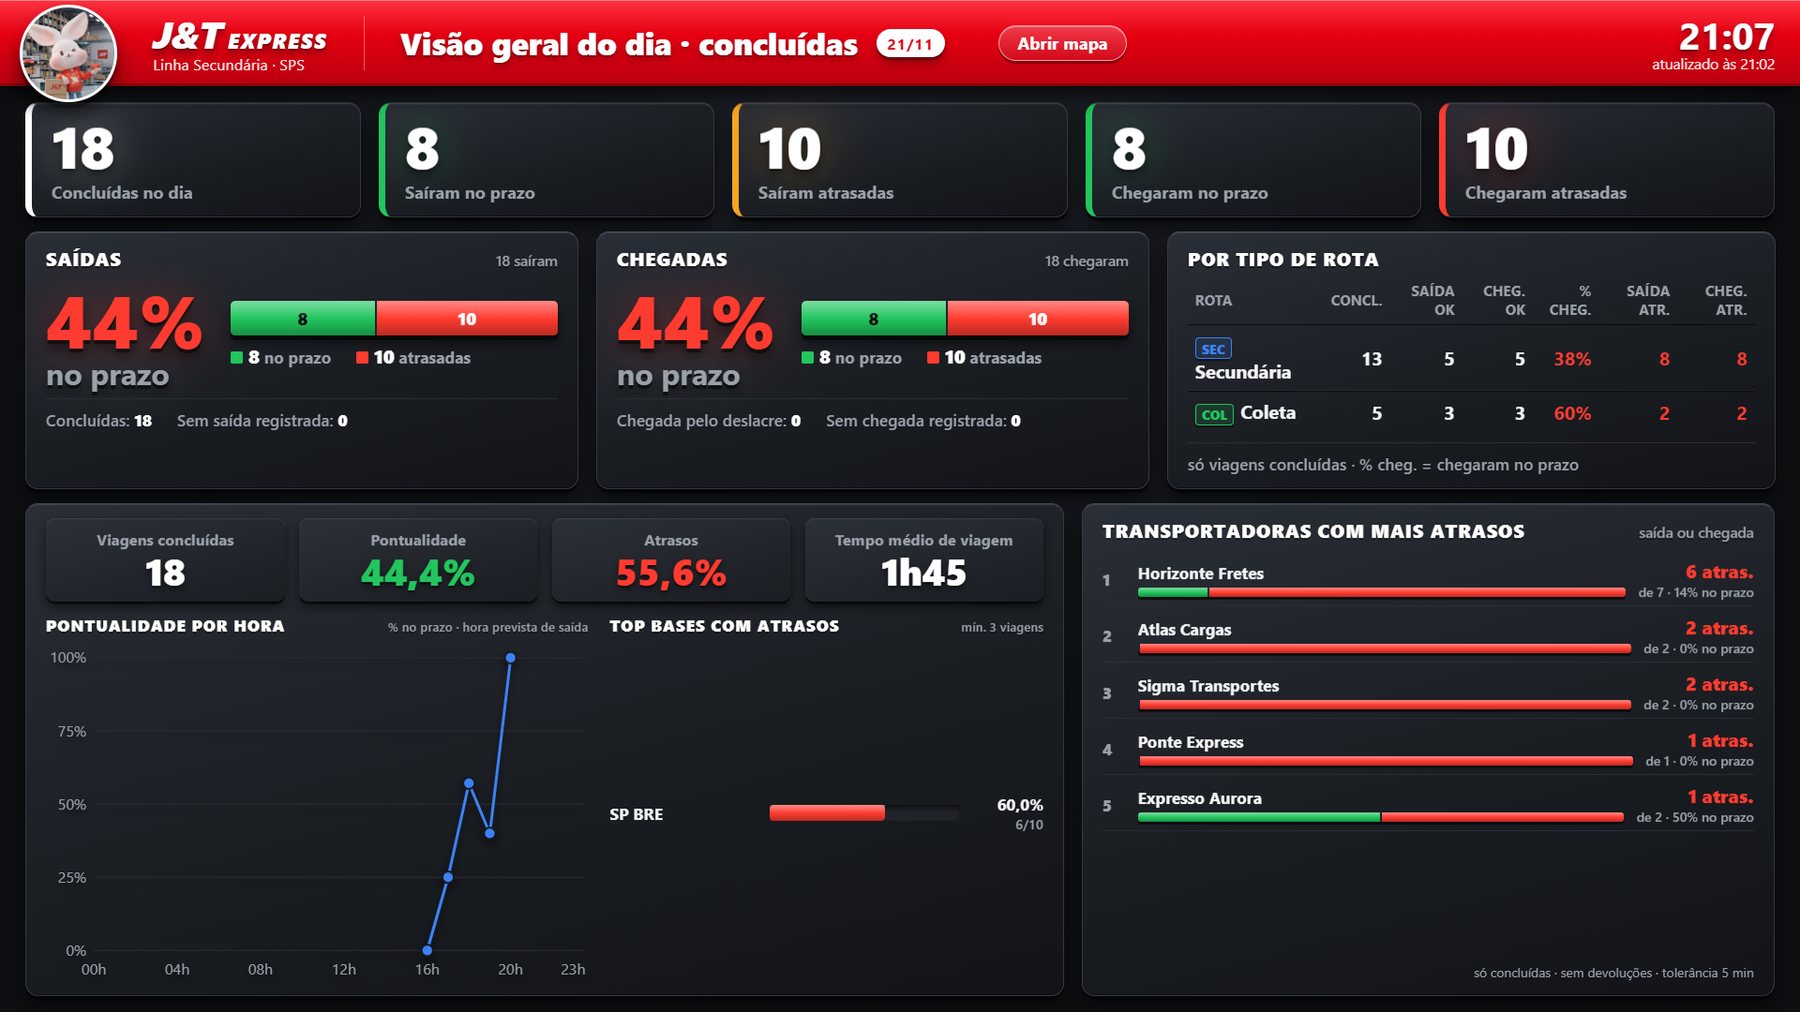 J&T EXPRESS
Linha Secundária · SPS
Visão geral do dia · concluídas
21/11
Abrir mapa
21:07
atualizado às 21:02
18
Concluídas no dia
8
Saíram no prazo
10
Saíram atrasadas
8
Chegaram no prazo
10
Chegaram atrasadas
SAÍDAS
18 saíram
44%
no prazo
8
10
8 no prazo
10 atrasadas
Concluídas: 18
Sem saída registrada: 0
CHEGADAS
18 chegaram
44%
no prazo
8
10
8 no prazo
10 atrasadas
Chegada pelo deslacre: 0
Sem chegada registrada: 0
POR TIPO DE ROTA
ROTA CONCL. SAÍDA OK CHEG. OK % CHEG. SAÍDA ATR. CHEG. ATR.
SEC Secundária 13 5 5 38% 8 8
COL Coleta 5 3 3 60% 2 2
só viagens concluídas · % cheg. = chegaram no prazo
Viagens concluídas
18
Pontualidade
44,4%
Atrasos
55,6%
Tempo médio de viagem
1h45
PONTUALIDADE POR HORA
% no prazo · hora prevista de saída
100%
75%
50%
25%
0%
00h 04h 08h 12h 16h 20h 23h
TOP BASES COM ATRASOS
mín. 3 viagens
SP BRE
60,0%
6/10
TRANSPORTADORAS COM MAIS ATRASOS
saída ou chegada
1 Horizonte Fretes 6 atras.
de 7 · 14% no prazo
2 Atlas Cargas 2 atras.
de 2 · 0% no prazo
3 Sigma Transportes 2 atras.
de 2 · 0% no prazo
4 Ponte Express 1 atras.
de 1 · 0% no prazo
5 Expresso Aurora 1 atras.
de 2 · 50% no prazo
só concluídas · sem devoluções · tolerância 5 min